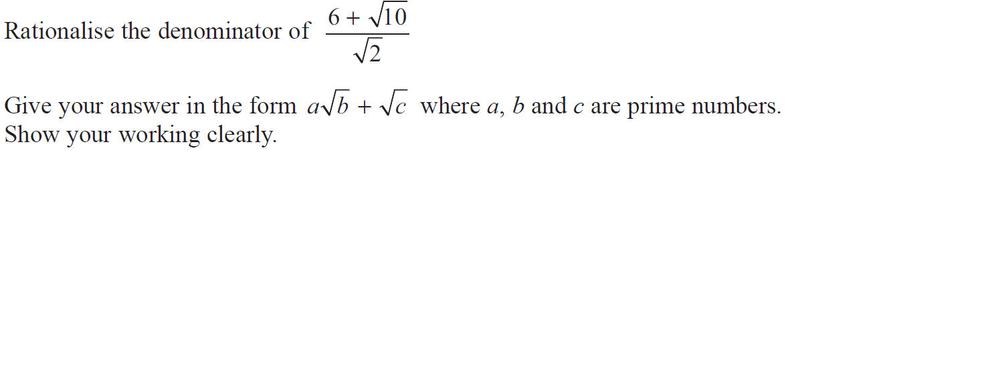 Rationalise the denominator of (6 + √10)/√2
Give your answer in the form a√b + √c where a, b and c are prime numbers.
Show your working clearly.